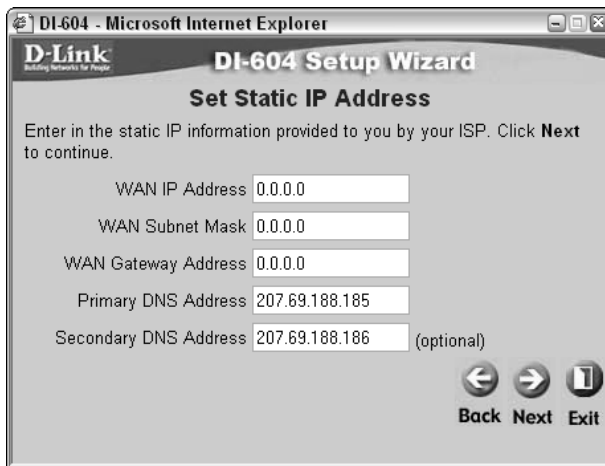 DI-604 - Microsoft Internet Explorer
D-Link
Building Networks for People
DI-604 Setup Wizard
Set Static IP Address
Enter in the static IP information provided to you by your ISP. Click Next
to continue.
WAN IP Address 0.0.0.0
WAN Subnet Mask 0.0.0.0
WAN Gateway Address 0.0.0.0
Primary DNS Address 207.69.188.185
Secondary DNS Address 207.69.188.186 (optional)
Back Next Exit